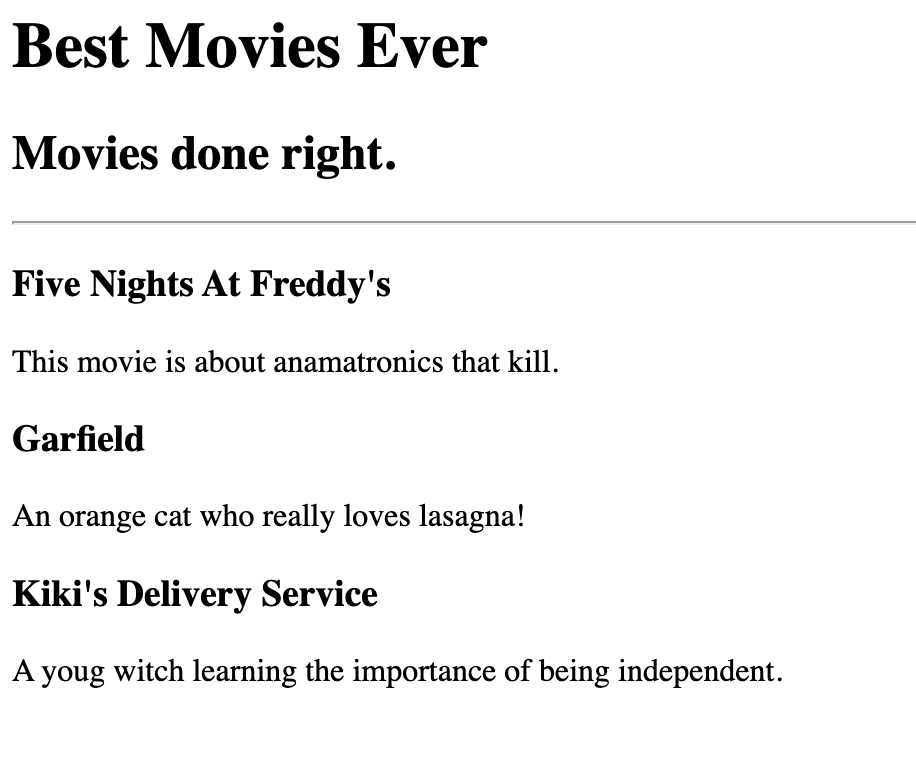 Best Movies Ever
Movies done right.
Five Nights At Freddy's
This movie is about anamatronics that kill.
Garfield
An orange cat who really loves lasagna!
Kiki's Delivery Service
A youg witch learning the importance of being independent.